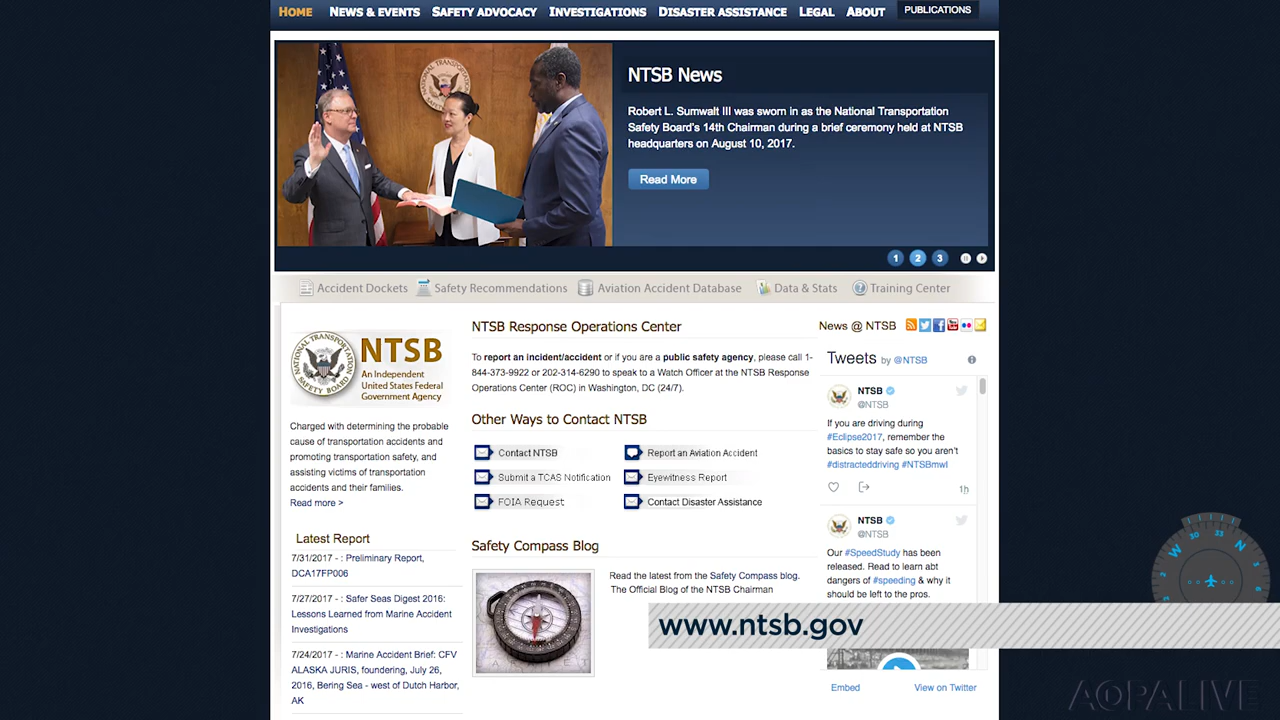 HOME NEWS & EVENTS SAFETY ADVOCACY INVESTIGATIONS DISASTER ASSISTANCE LEGAL ABOUT PUBLICATIONS
NTSB News
Robert L. Sumwalt III was sworn in as the National Transportation
Safety Board's 14th Chairman during a brief ceremony held at NTSB
headquarters on August 10, 2017.
Read More
1 2 3
Accident Dockets Safety Recommendations Aviation Accident Database Data & Stats Training Center
NATIONAL TRANSPORTATION SAFETY BOARD
NTSB
An Independent
United States Federal
Government Agency
Charged with determining the probable
cause of transportation accidents and
promoting transportation safety, and
assisting victims of transportation
accidents and their families.
Read more >
Latest Report
7/31/2017 - : Preliminary Report,
DCA17FP006
7/27/2017 - : Safer Seas Digest 2016:
Lessons Learned from Marine Accident
Investigations
7/24/2017 - : Marine Accident Brief: CFV
ALASKA JURIS, foundering, July 26,
2016, Bering Sea - west of Dutch Harbor,
AK
NTSB Response Operations Center
To report an incident/accident or if you are a public safety agency, please call 1-
844-373-9922 or 202-314-6290 to speak to a Watch Officer at the NTSB Response
Operations Center (ROC) in Washington, DC (24/7).
Other Ways to Contact NTSB
Contact NTSB Report an Aviation Accident
Submit a TCAS Notification Eyewitness Report
FOIA Request Contact Disaster Assistance
Safety Compass Blog
Read the latest from the Safety Compass blog.
The Official Blog of the NTSB Chairman
News @ NTSB
Tweets by @NTSB
NTSB
@NTSB
If you are driving during
#Eclipse2017, remember the
basics to stay safe so you aren't
#distracteddriving #NTSBmwl
1h
NTSB
@NTSB
Our #SpeedStudy has been
released. Read to learn abt
dangers of #speeding & why it
should be left to the pros.
Embed View on Twitter
www.ntsb.gov
W 30 33 N 3 6
AOPALIVE